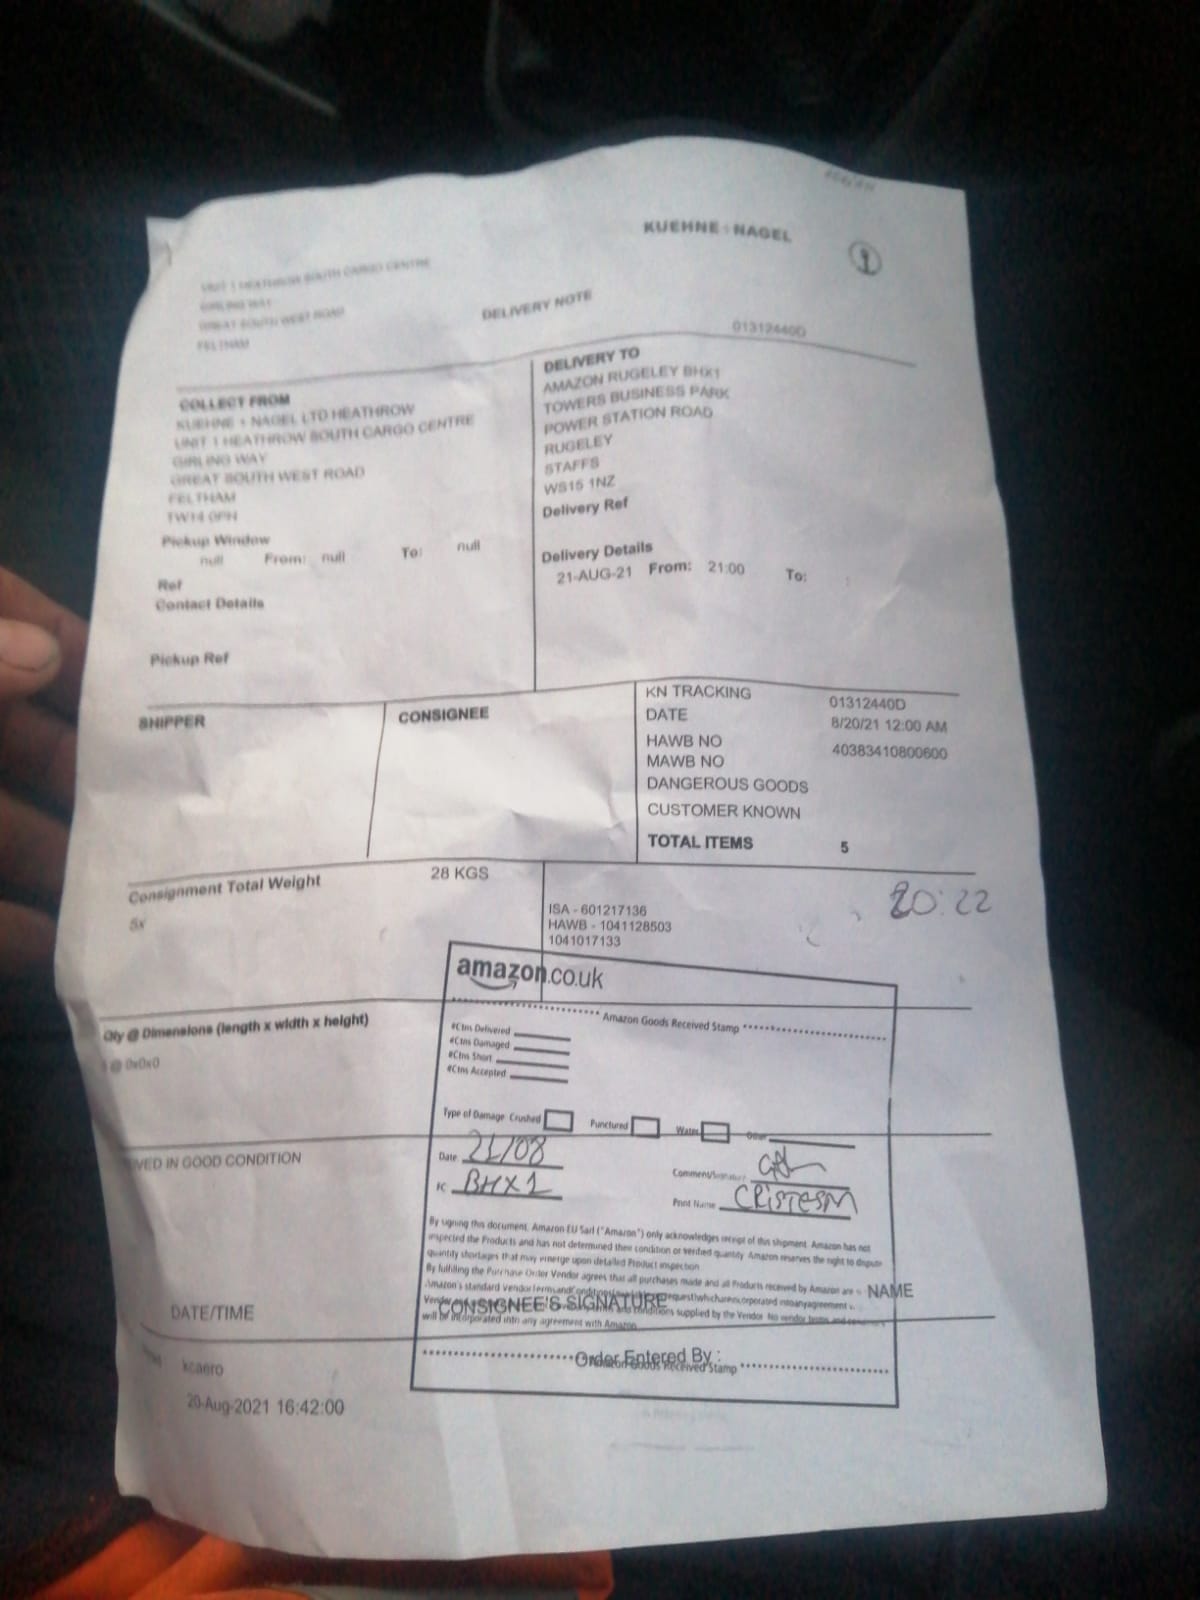 KUEHNE + NAGEL
UNIT 1 HEATHROW SOUTH CARGO CENTRE
GIRLING WAY
GREAT SOUTH WEST ROAD
FELTHAM
DELIVERY NOTE
01312440D
COLLECT FROM
KUEHNE + NAGEL LTD HEATHROW
UNIT 1 HEATHROW SOUTH CARGO CENTRE
GIRLING WAY
GREAT SOUTH WEST ROAD
FELTHAM
TW14 0PH
Pickup Window
null From: null To: null
Ref
Contact Details
Pickup Ref
DELIVERY TO
AMAZON RUGELEY BHX1
TOWERS BUSINESS PARK
POWER STATION ROAD
RUGELEY
STAFFS
WS15 1NZ
Delivery Ref
Delivery Details
21-AUG-21 From: 21:00 To: :
SHIPPER
CONSIGNEE
KN TRACKING 01312440D
DATE 8/20/21 12:00 AM
HAWB NO 40383410800600
MAWB NO
DANGEROUS GOODS
CUSTOMER KNOWN
TOTAL ITEMS 5
Consignment Total Weight 28 KGS
5x
ISA - 601217136
HAWB - 1041128503
1041017133
20:22
amazon.co.uk
Amazon Goods Received Stamp
#Ctns Delivered
#Ctns Damaged
#Ctns Short
#Ctns Accepted
Qty @ Dimensions (length x width x height)
@ 0x0x0
Type of Damage Crushed Punctured Water Other
Date 21/08
FC BHX1
Comment/Signature
Print Name CRISTESM
VED IN GOOD CONDITION
By signing this document, Amazon EU Sarl ("Amazon") only acknowledges receipt of this shipment. Amazon has not
inspected the Products and has not determined their condition or verified quantity. Amazon reserves the right to dispute
quantity shortages that may emerge upon detailed Product inspection
By fulfilling the Purchase Order Vendor agrees that all purchases made and all Products received by Amazon are
Amazon's standard Vendor Terms and Conditions
supplied by the Vendor. No vendor terms and
will be incorporated into any agreement with Amazon
NAME
CONSIGNEE'S SIGNATURE
DATE/TIME
Order Entered By :
Amazon Goods Received Stamp
kcaero
20-Aug-2021 16:42:00